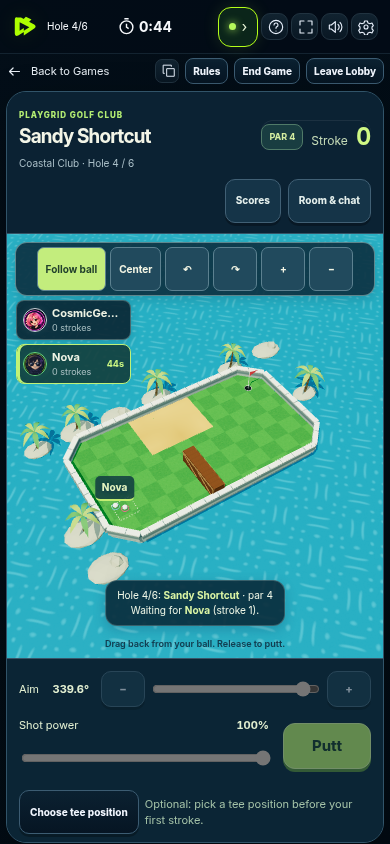 Hole 4/6
0:44
›
Back to Games
Rules
End Game
Leave Lobby
PLAYGRID GOLF CLUB
Sandy Shortcut
PAR 4
Stroke 0
Coastal Club · Hole 4 / 6
Scores
Room & chat
Follow ball
Center
↶
↷
+
−
CosmicGe...
0 strokes
Nova
0 strokes
44s
Nova
Hole 4/6: Sandy Shortcut · par 4
Waiting for Nova (stroke 1).
Drag back from your ball. Release to putt.
Aim 339.6°
−
+
Shot power 100%
Putt
Choose tee position
Optional: pick a tee position before your
first stroke.